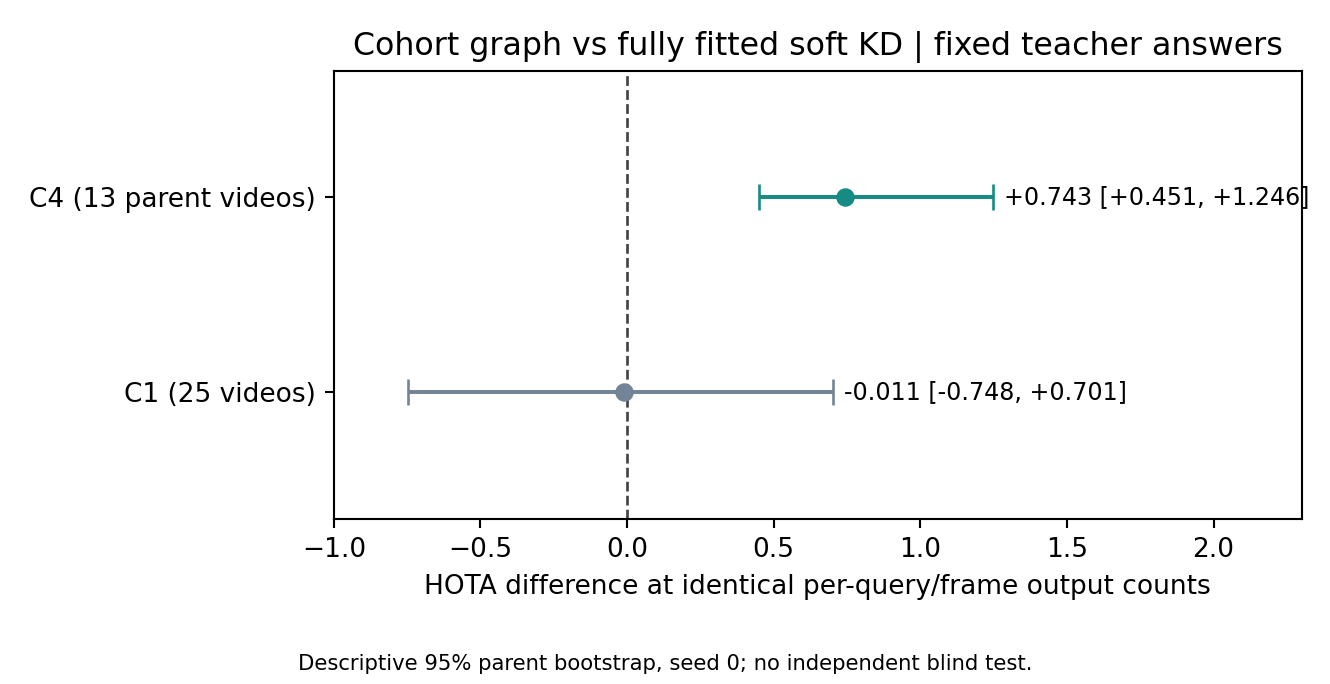 Cohort graph vs fully fitted soft KD | fixed teacher answers
C4 (13 parent videos)
+0.743 [+0.451, +1.246]
C1 (25 videos)
-0.011 [-0.748, +0.701]
−1.0 −0.5 0.0 0.5 1.0 1.5 2.0
HOTA difference at identical per-query/frame output counts
Descriptive 95% parent bootstrap, seed 0; no independent blind test.